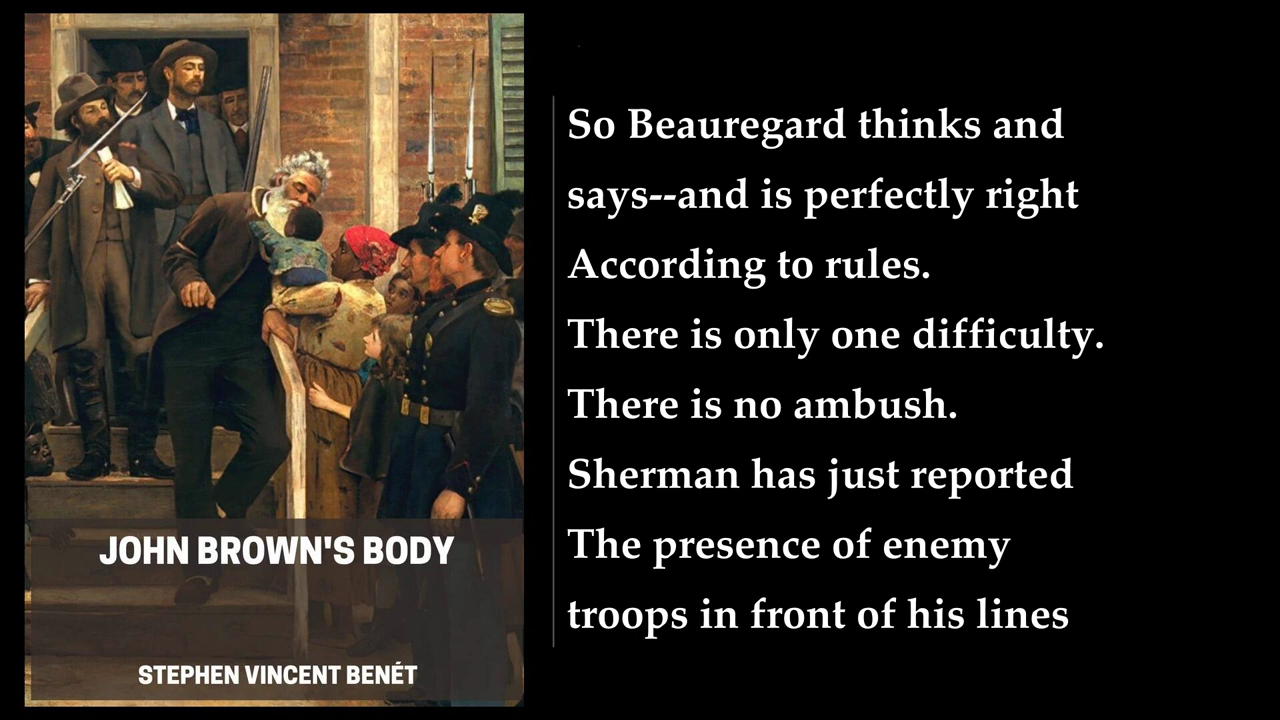 JOHN BROWN'S BODY
STEPHEN VINCENT BENÉT
So Beauregard thinks and
says--and is perfectly right
According to rules.
There is only one difficulty.
There is no ambush.
Sherman has just reported
The presence of enemy
troops in front of his lines